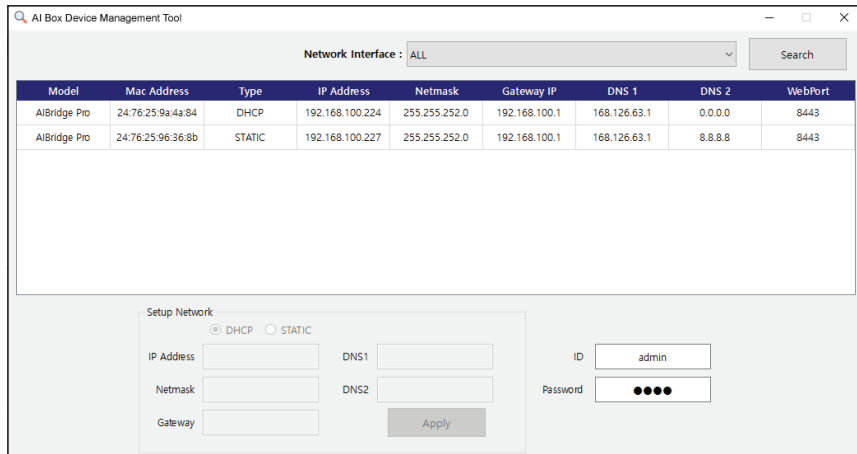 AI Box Device Management Tool
Network Interface : ALL Search
Model Mac Address Type IP Address Netmask Gateway IP DNS 1 DNS 2 WebPort
AIBridge Pro 24:76:25:9a:4a:84 DHCP 192.168.100.224 255.255.252.0 192.168.100.1 168.126.63.1 0.0.0.0 8443
AIBridge Pro 24:76:25:96:36:8b STATIC 192.168.100.227 255.255.252.0 192.168.100.1 168.126.63.1 8.8.8.8 8443
Setup Network
DHCP STATIC
IP Address DNS1 ID admin
Netmask DNS2 Password ●●●●
Gateway Apply